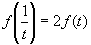 f(1/t) = 2f(t)